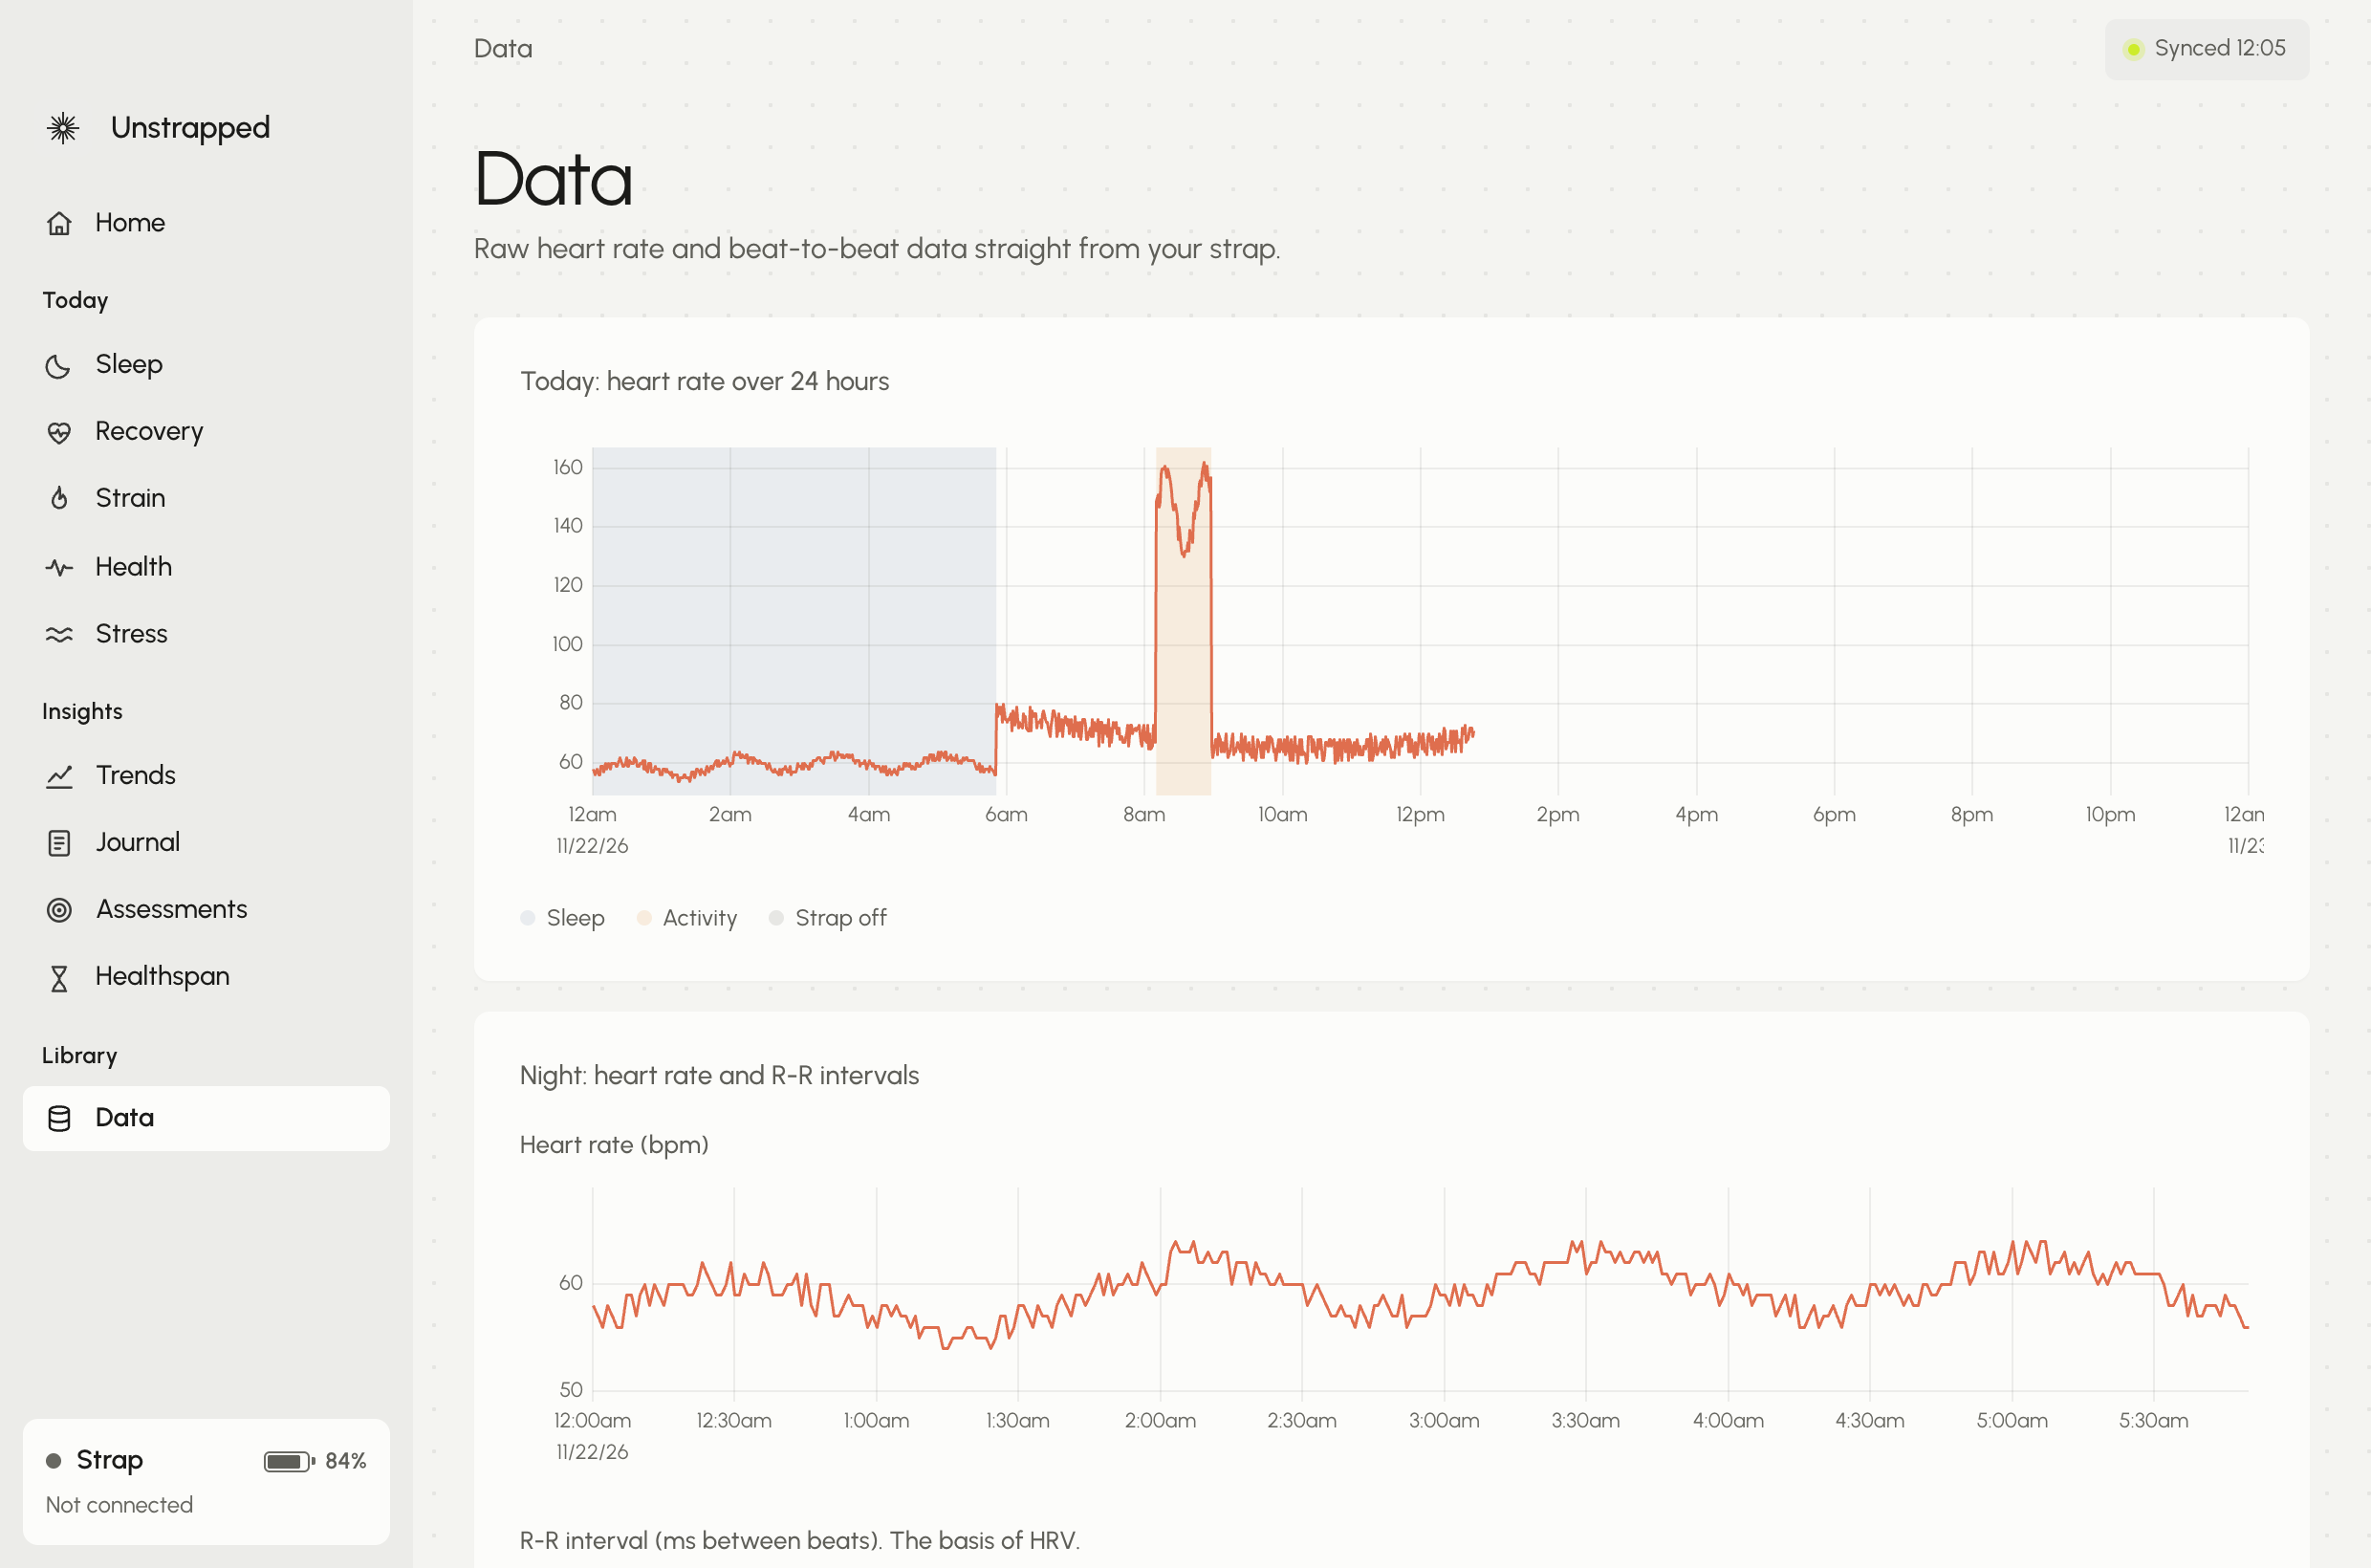 Unstrapped
Home
Today
Sleep
Recovery
Strain
Health
Stress
Insights
Trends
Journal
Assessments
Healthspan
Library
Data
Strap 84%
Not connected
Data
Synced 12:05
Data
Raw heart rate and beat-to-beat data straight from your strap.
Today: heart rate over 24 hours
160
140
120
100
80
60
12am 2am 4am 6am 8am 10am 12pm 2pm 4pm 6pm 8pm 10pm 12am
11/22/26 11/23
Sleep Activity Strap off
Night: heart rate and R-R intervals
Heart rate (bpm)
60
50
12:00am 12:30am 1:00am 1:30am 2:00am 2:30am 3:00am 3:30am 4:00am 4:30am 5:00am 5:30am
11/22/26
R-R interval (ms between beats). The basis of HRV.